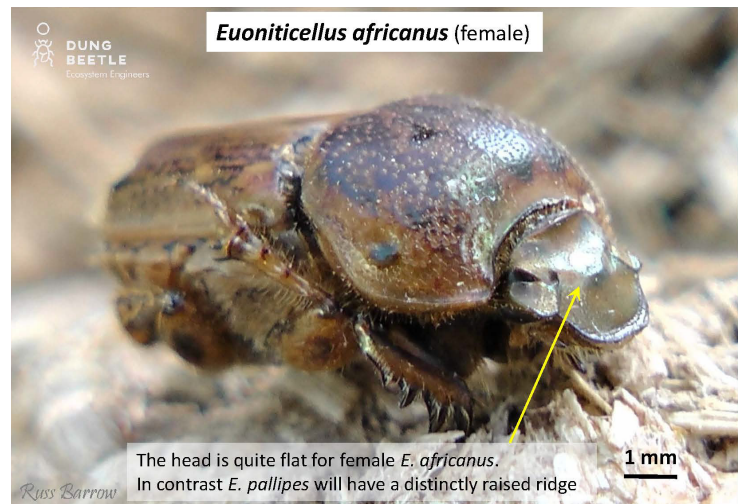 Euoniticellus africanus (female)
DUNG
BEETLE
Ecosystem Engineers
The head is quite flat for female E. africanus.
In contrast E. pallipes will have a distinctly raised ridge
1 mm
Russ Barrow